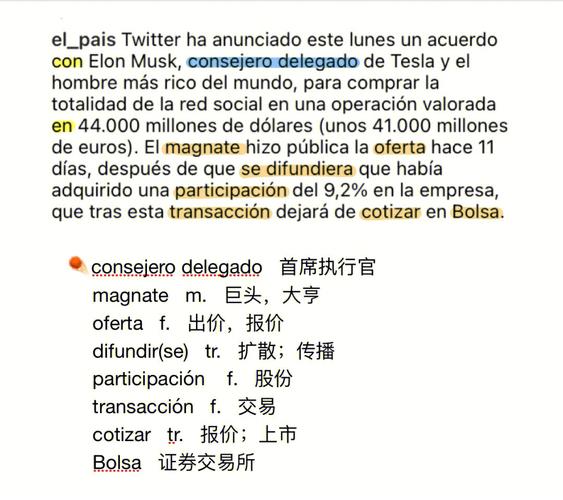 el_pais Twitter ha anunciado este lunes un acuerdo
con Elon Musk, consejero delegado de Tesla y el
hombre más rico del mundo, para comprar la
totalidad de la red social en una operación valorada
en 44.000 millones de dólares (unos 41.000 millones
de euros). El magnate hizo pública la oferta hace 11
días, después de que se difundiera que había
adquirido una participación del 9,2% en la empresa,
que tras esta transacción dejará de cotizar en Bolsa.
consejero delegado 首席执行官
magnate m. 巨头，大亨
oferta f. 出价，报价
difundir(se) tr. 扩散；传播
participación f. 股份
transacción f. 交易
cotizar tr. 报价；上市
Bolsa 证券交易所